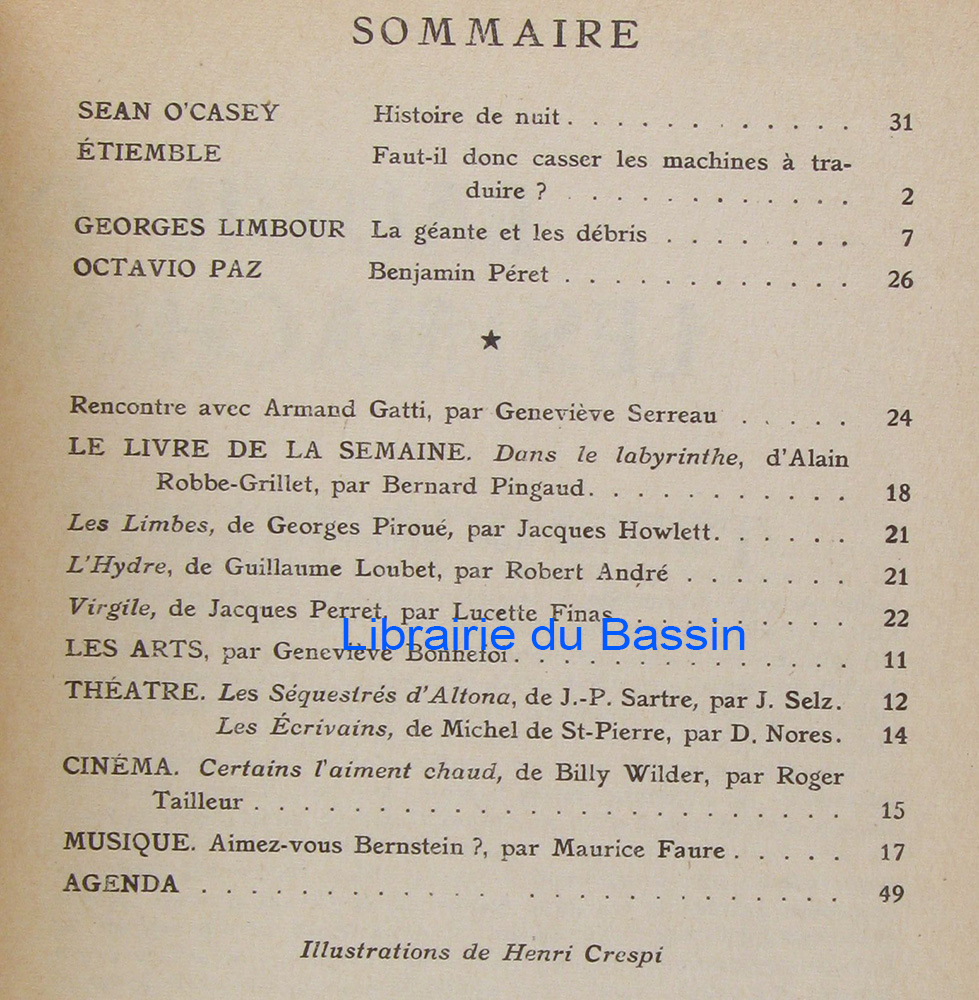 SOMMAIRE
SEAN O'CASEY Histoire de nuit . . . . . . . . . . . . 31
ÉTIEMBLE Faut-il donc casser les machines à tra-
duire ? . . . . . . . . . . . . 2
GEORGES LIMBOUR La géante et les débris . . . . . . . . 7
OCTAVIO PAZ Benjamin Péret . . . . . . . . . . . . 26
★
Rencontre avec Armand Gatti, par Geneviève Serreau . . . . . 24
LE LIVRE DE LA SEMAINE. Dans le labyrinthe, d'Alain
Robbe-Grillet, par Bernard Pingaud. . . . . . . . . . . 18
Les Limbes, de Georges Piroué, par Jacques Howlett. . . . . . 21
L'Hydre, de Guillaume Loubet, par Robert André . . . . . . . 21
Virgile, de Jacques Perret, par Lucette Finas . . . . . . . . . 22
Librairie du Bassin
LES ARTS, par Geneviève Bonnefoi . . . . . . . . . . . . . . 11
THÉATRE. Les Séquestrés d'Altona, de J.-P. Sartre, par J. Selz. 12
Les Écrivains, de Michel de St-Pierre, par D. Nores. 14
CINÉMA. Certains l'aiment chaud, de Billy Wilder, par Roger
Tailleur . . . . . . . . . . . . . . . . . . . . . . . . 15
MUSIQUE. Aimez-vous Bernstein ?, par Maurice Faure . . . . . 17
AGENDA . . . . . . . . . . . . . . . . . . . . . . . . 49
Illustrations de Henri Crespi